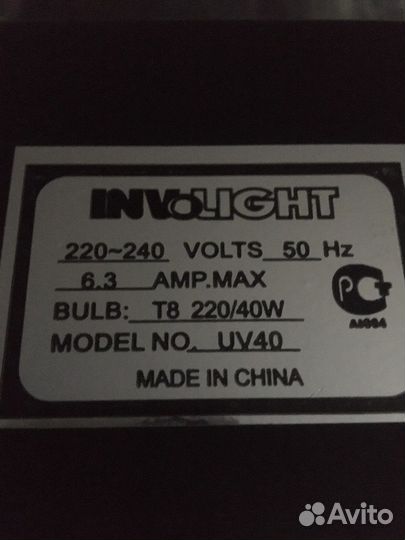 INVOLIGHT
220~240 VOLTS 50 Hz
6.3 AMP.MAX
BULB: T8 220/40W
MODEL NO. UV40
MADE IN CHINA
РСТ
Avito